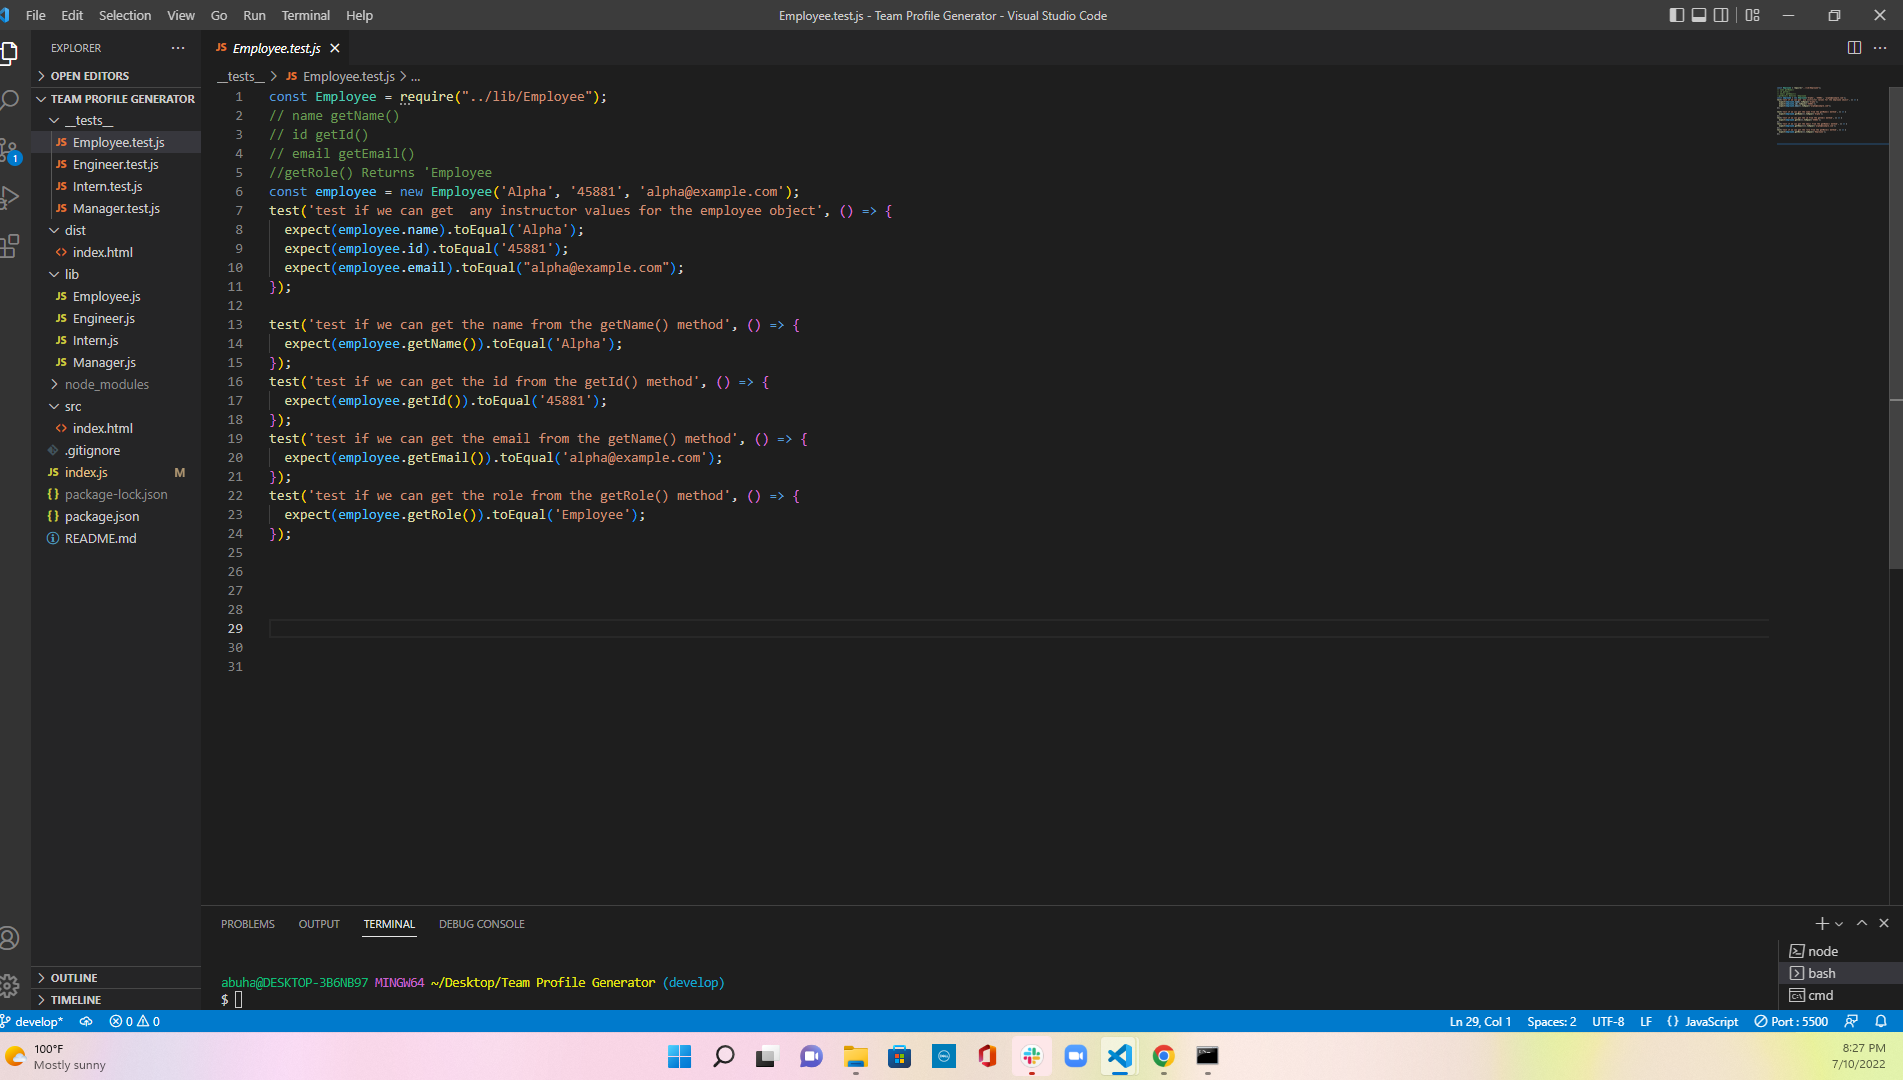 File Edit Selection View Go Run Terminal Help
Employee.test.js - Team Profile Generator - Visual Studio Code
EXPLORER
OPEN EDITORS
TEAM PROFILE GENERATOR
__tests__
JS Employee.test.js
JS Engineer.test.js
JS Intern.test.js
JS Manager.test.js
dist
<> index.html
lib
JS Employee.js
JS Engineer.js
JS Intern.js
JS Manager.js
node_modules
src
<> index.html
.gitignore
JS index.js M
{} package-lock.json
{} package.json
README.md
OUTLINE
TIMELINE
JS Employee.test.js
__tests__ > JS Employee.test.js > ...
1 const Employee = require("../lib/Employee");
2 // name getName()
3 // id getId()
4 // email getEmail()
5 //getRole() Returns 'Employee
6 const employee = new Employee('Alpha', '45881', 'alpha@example.com');
7 test('test if we can get  any instructor values for the employee object', () => {
8   expect(employee.name).toEqual('Alpha');
9   expect(employee.id).toEqual('45881');
10   expect(employee.email).toEqual("alpha@example.com");
11 });
12
13 test('test if we can get the name from the getName() method', () => {
14   expect(employee.getName()).toEqual('Alpha');
15 });
16 test('test if we can get the id from the getId() method', () => {
17   expect(employee.getId()).toEqual('45881');
18 });
19 test('test if we can get the email from the getName() method', () => {
20   expect(employee.getEmail()).toEqual('alpha@example.com');
21 });
22 test('test if we can get the role from the getRole() method', () => {
23   expect(employee.getRole()).toEqual('Employee');
24 });
25
26
27
28
29
30
31
PROBLEMS OUTPUT TERMINAL DEBUG CONSOLE
abuha@DESKTOP-3B6NB97 MINGW64 ~/Desktop/Team Profile Generator (develop)
$
node
bash
cmd
1
develop* 0 0
Ln 29, Col 1 Spaces: 2 UTF-8 LF {} JavaScript Port : 5500
100°F
Mostly sunny
8:27 PM
7/10/2022